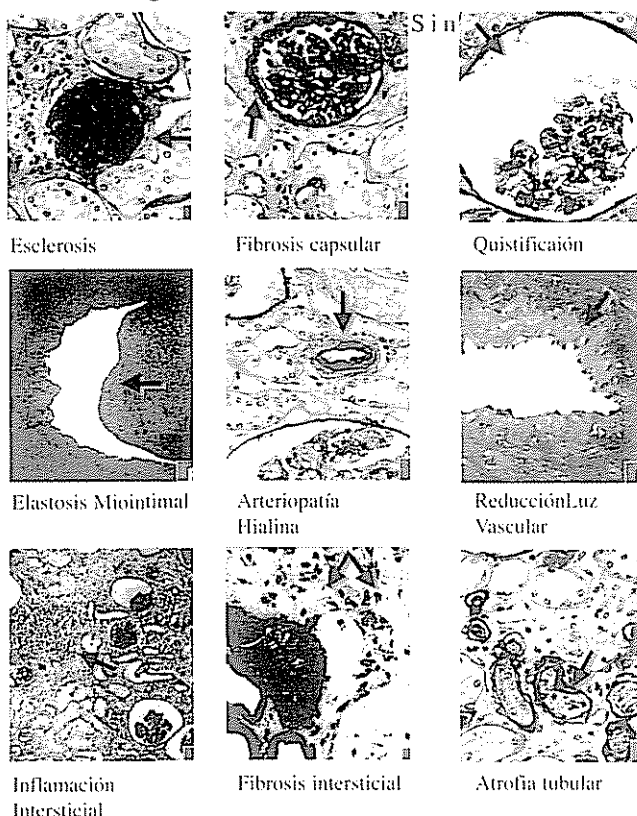 Sin
Esclerosis
Fibrosis capsular
Quistificaión
Elastosis Miointimal
Arteriopatía
Hialina
ReducciónLuz
Vascular
Inflamación
Intersticial
Fibrosis intersticial
Atrofia tubular